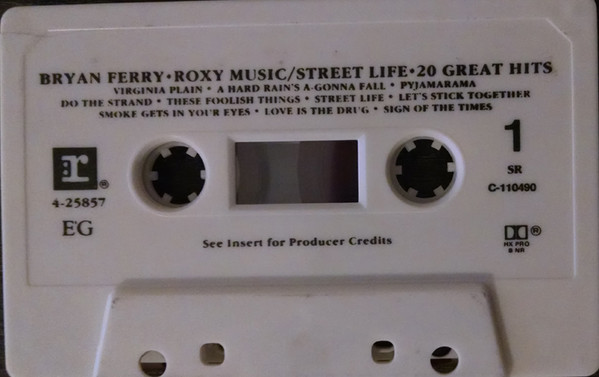 BRYAN FERRY•ROXY MUSIC/STREET LIFE•20 GREAT HITS
VIRGINIA PLAIN • A HARD RAIN'S A-GONNA FALL • PYJAMARAMA
DO THE STRAND • THESE FOOLISH THINGS • STREET LIFE • LET'S STICK TOGETHER
SMOKE GETS IN YOUR EYES • LOVE IS THE DRUG • SIGN OF THE TIMES
1
SR
C-110490
r®
4-25857
EG
See Insert for Producer Credits
®
HX PRO
B NR